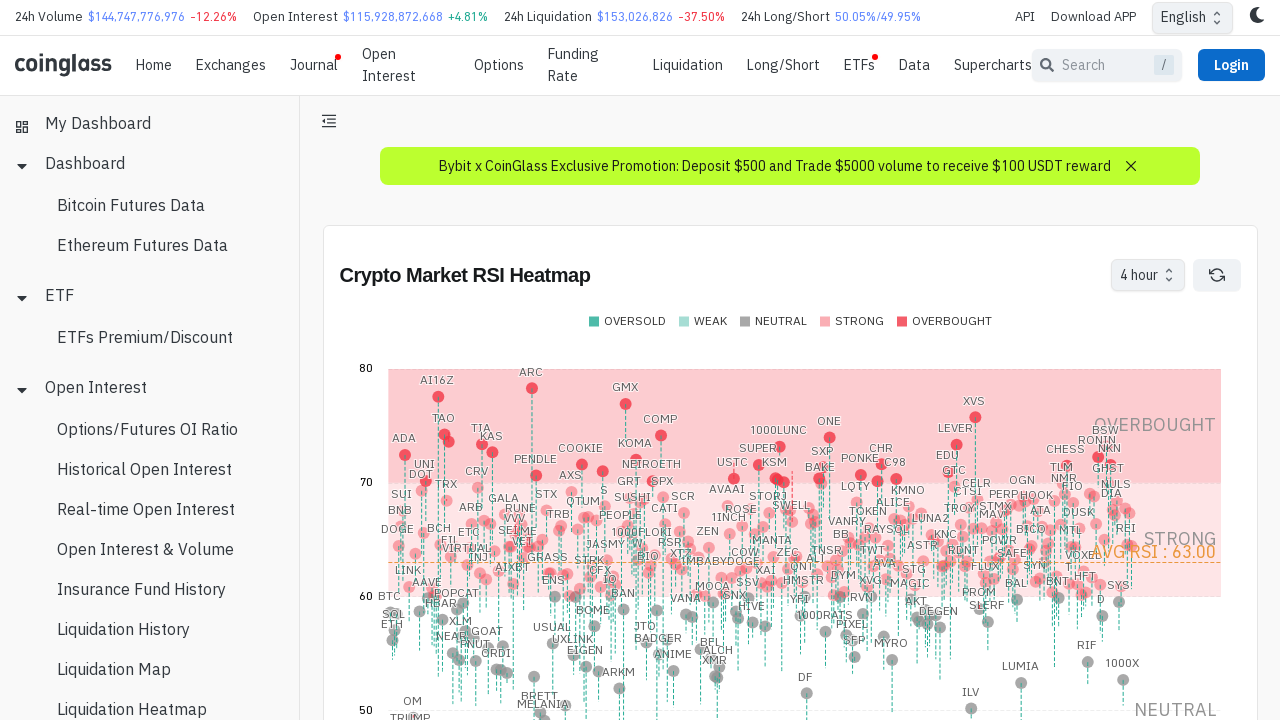 24h Volume $144,747,776,976 -12.26% Open Interest $115,928,872,668 +4.81% 24h Liquidation $153,026,826 -37.50% 24h Long/Short 50.05%/49.95% API Download APP English
coinglass Home Exchanges Journal Open Interest Options Funding Rate Liquidation Long/Short ETFs Data Supercharts Search / Login
My Dashboard
Dashboard
Bitcoin Futures Data
Ethereum Futures Data
ETF
ETFs Premium/Discount
Open Interest
Options/Futures OI Ratio
Historical Open Interest
Real-time Open Interest
Open Interest & Volume
Insurance Fund History
Liquidation History
Liquidation Map
Liquidation Heatmap
Bybit x CoinGlass Exclusive Promotion: Deposit $500 and Trade $5000 volume to receive $100 USDT reward
Crypto Market RSI Heatmap
4 hour
OVERSOLD WEAK NEUTRAL STRONG OVERBOUGHT
80
ARC
AI16Z
GMX
XVS
TAO COMP ONE
OVERBOUGHT
TIA 1000LUNC LEVER BSW
ADA KAS KOMA RONIN
COOKIE SUPER CHR CHESS NKN
PENDLE SXP PONKE EDU
UNI NEIROETH USTC KSM C98 TLM
CRV BAKE GTC GHST
DOT AXS NMR
70
TRX GRT SPX LQTY CELR OGN FIO NULS
SUI STX S AVAAI KMNO CTSI DIA
GALA QTUM SUSHI SCR STORJ ALICE PERP HOOK
BNB ARB RUNE CATI ROSE SWELL TOKEN TROY STMX ATA DUSK
VVV TRB PEOPLE 1INCH VANRY LUNA2 MAV
DOGE BCH ETC SEIME 1000FLOKI ZEN BB RAYSOL KNC BICO MTL REI
STRONG
FIL VET JASMY W RSR MANTA POWR
VIRTUAL COW ZEC TNSR TWT ASTR RDNT SAFE VOXEL
AVG RSI : 63.00
INJ GRASS STRK BIO XTZ 1MBABYDOGE ALI AVA
LINK AIXBT CFX XAI QNT STG FLUX SYN T
AAVE ENS IO SSV HMSTR DYM XVG MAGIC BAL BNT HFT SYS
60
BTC POPCAT BAN MOCA SNX YFI RVN PROM D
HBAR VANA HIVE AKT SLERF
SOL BOME 1000RATS DEGEN
ETH XLM USUAL JTO PIXEL
NEAR GOAT UXLINK BADGER BEL SFP MYRO RIF
PNUT ORDI EIGEN ANIME ALCH
XMR LUMIA 1000X
ARKM DF
BRETT ILV
OM MELANIA
50
NEUTRAL
TRUMP